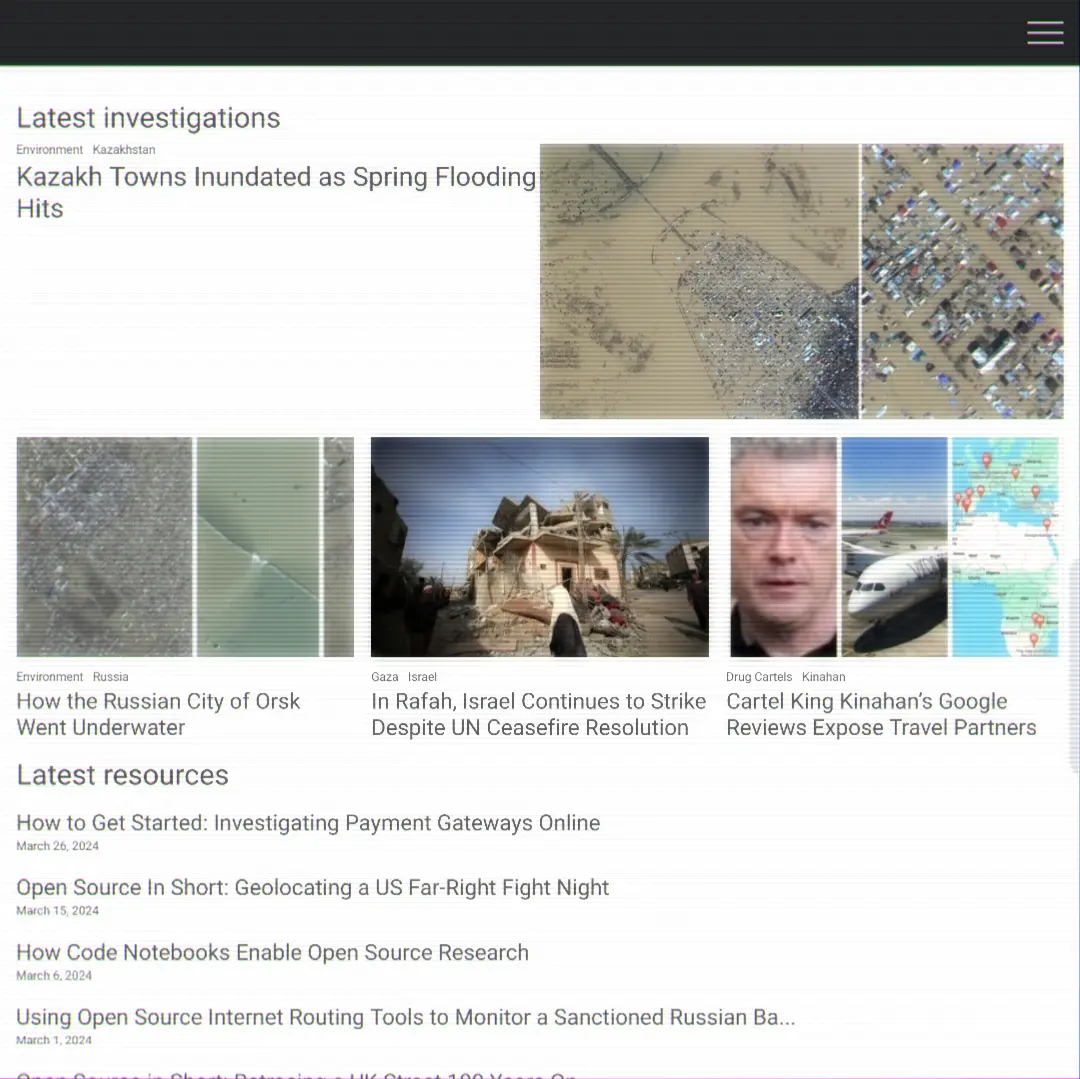 Latest investigations
Environment Kazakhstan
Kazakh Towns Inundated as Spring Flooding
Hits
Environment Russia
How the Russian City of Orsk
Went Underwater
Gaza Israel
In Rafah, Israel Continues to Strike
Despite UN Ceasefire Resolution
Drug Cartels Kinahan
Cartel King Kinahan’s Google
Reviews Expose Travel Partners
Latest resources
How to Get Started: Investigating Payment Gateways Online
March 26, 2024
Open Source In Short: Geolocating a US Far-Right Fight Night
March 15, 2024
How Code Notebooks Enable Open Source Research
March 6, 2024
Using Open Source Internet Routing Tools to Monitor a Sanctioned Russian Ba...
March 1, 2024